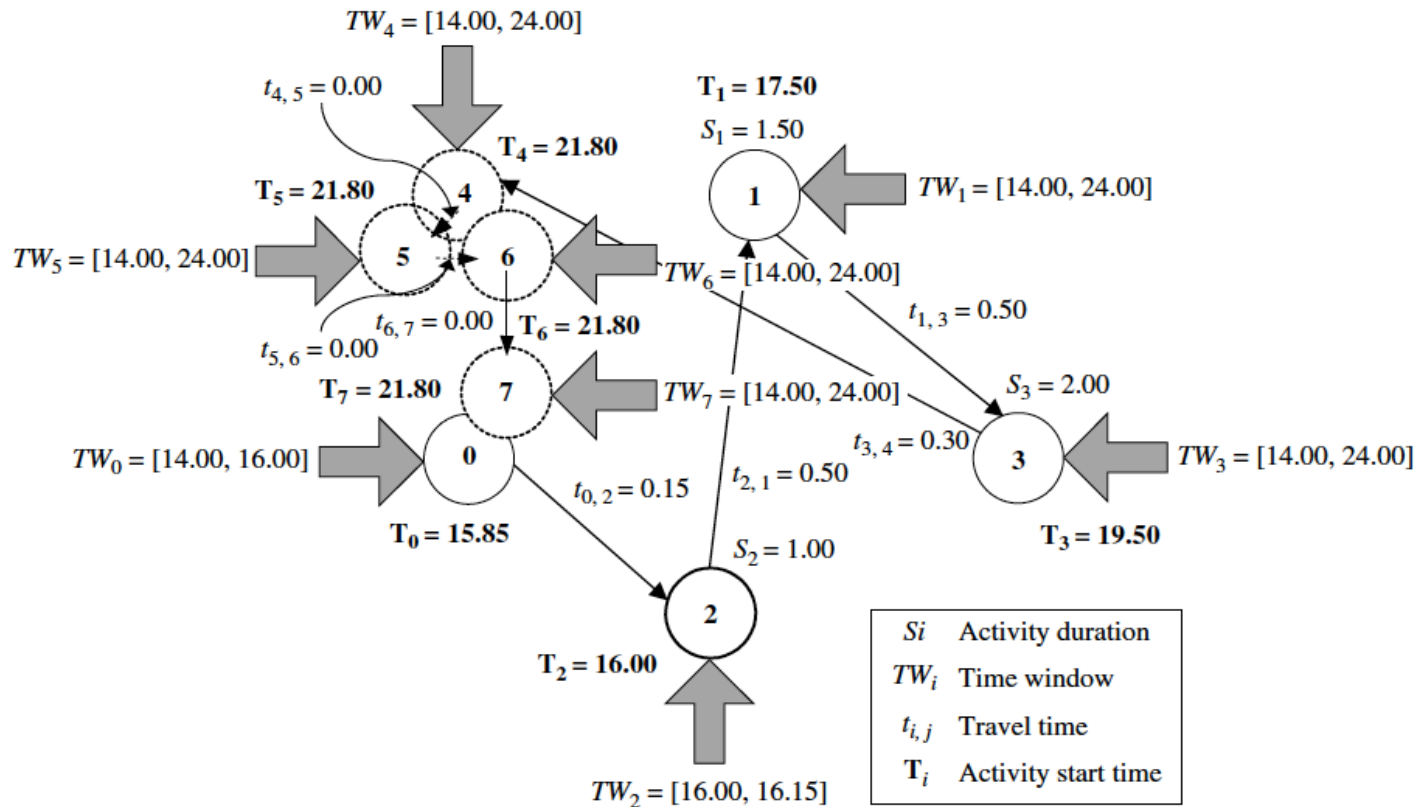 TW4 = [14.00, 24.00]
t4, 5 = 0.00
T1 = 17.50
S1 = 1.50
T4 = 21.80
T5 = 21.80
4
1
TW1 = [14.00, 24.00]
TW5 = [14.00, 24.00]
5
6
TW6 = [14.00, 24.00]
t6, 7 = 0.00
t5, 6 = 0.00
T6 = 21.80
t1, 3 = 0.50
T7 = 21.80
7
TW7 = [14.00, 24.00]
S3 = 2.00
TW0 = [14.00, 16.00]
0
t3, 4 = 0.30
3
TW3 = [14.00, 24.00]
t0, 2 = 0.15
t2, 1 = 0.50
T0 = 15.85
T3 = 19.50
S2 = 1.00
2
T2 = 16.00
TW2 = [16.00, 16.15]
Si Activity duration
TWi Time window
ti, j Travel time
Ti Activity start time